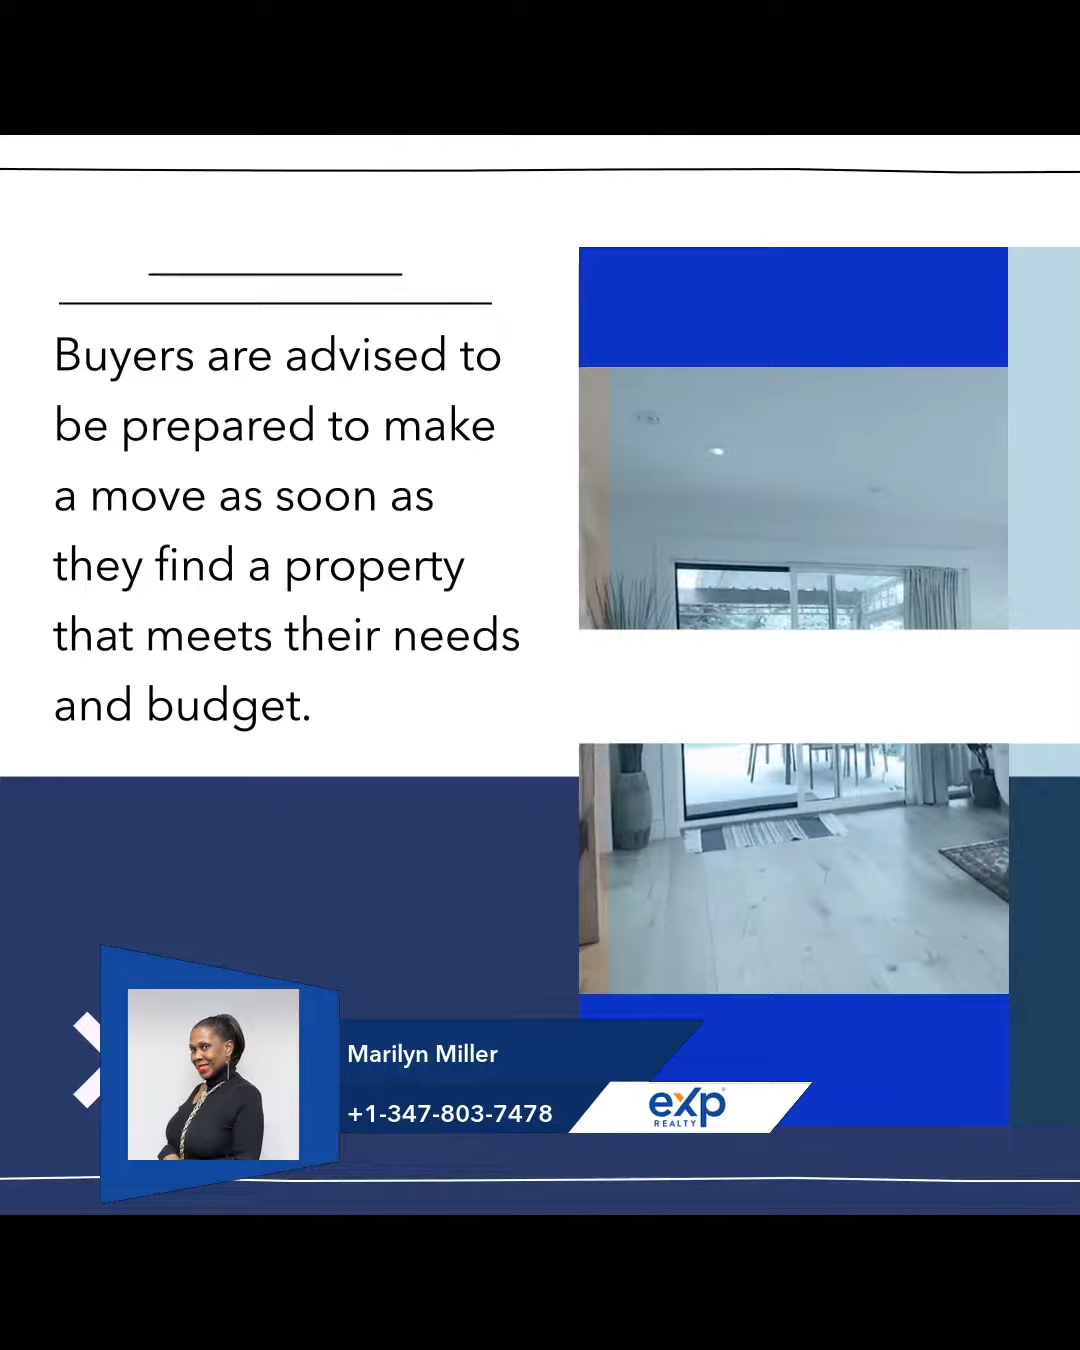 Buyers are advised to
be prepared to make
a move as soon as
they find a property
that meets their needs
and budget.
Marilyn Miller
+1-347-803-7478
exp
REALTY